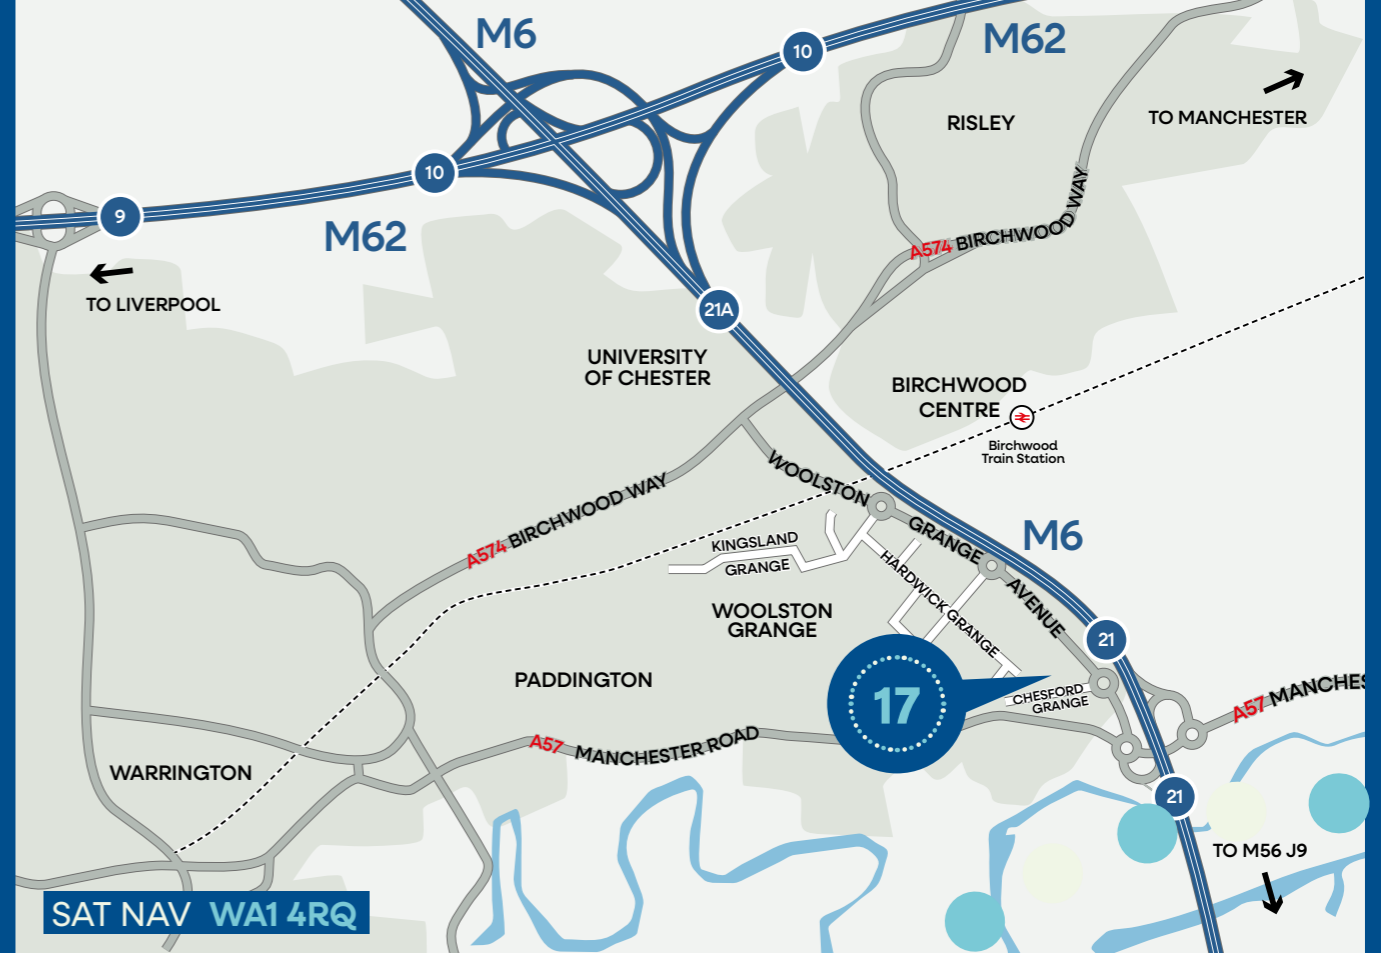 M6
M62
10
RISLEY
TO MANCHESTER
10
9
M62
A574 BIRCHWOOD WAY
TO LIVERPOOL
21A
UNIVERSITY
OF CHESTER
BIRCHWOOD
CENTRE
Birchwood
Train Station
WOOLSTON
GRANGE
AVENUE
A574 BIRCHWOOD WAY
M6
KINGSLAND
GRANGE
HARDWICK GRANGE
WOOLSTON
GRANGE
21
PADDINGTON
17
CHESFORD
GRANGE
A57 MANCHES
A57 MANCHESTER ROAD
WARRINGTON
21
TO M56 J9
SAT NAV WA1 4RQ